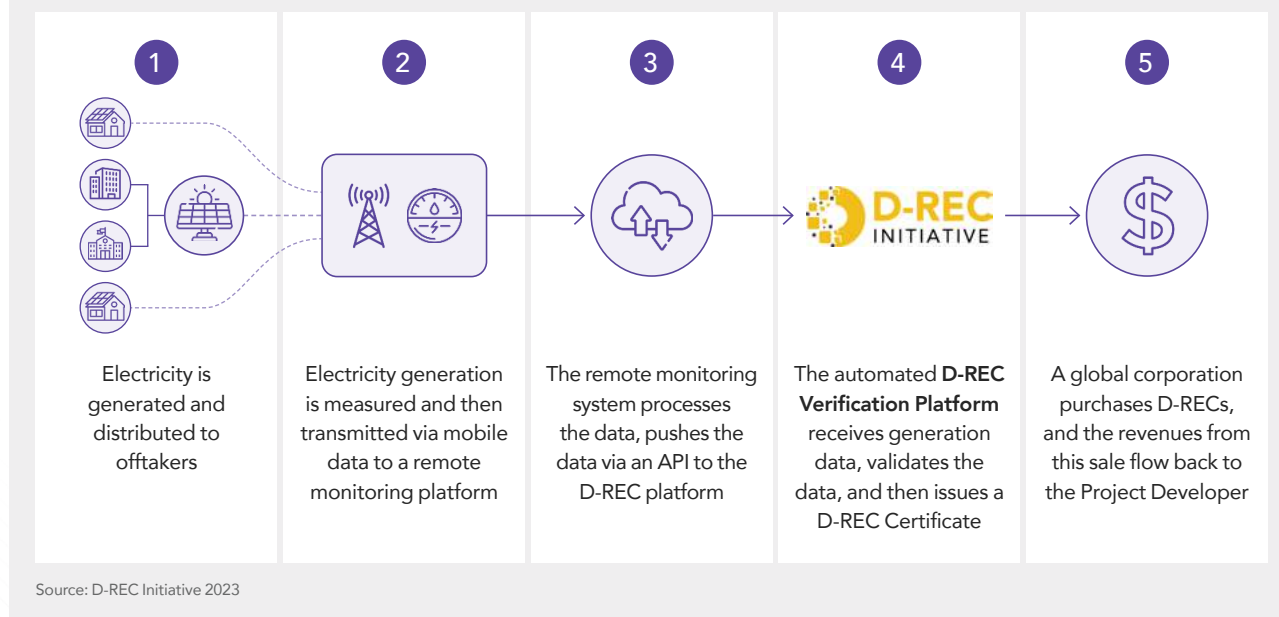 1
Electricity is
generated and
distributed to
offtakers
2
Electricity generation
is measured and then
transmitted via mobile
data to a remote
monitoring platform
3
The remote monitoring
system processes
the data, pushes the
data via an API to the
D-REC platform
4
D-REC
INITIATIVE
The automated D-REC
Verification Platform
receives generation
data, validates the
data, and then issues a
D-REC Certificate
5
$
A global corporation
purchases D-RECs,
and the revenues from
this sale flow back to
the Project Developer
Source: D-REC Initiative 2023